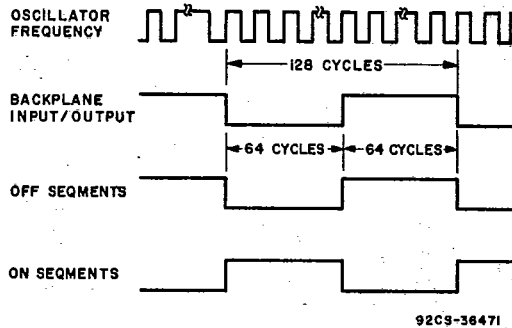 OSCILLATOR
FREQUENCY
128 CYCLES
BACKPLANE
INPUT/OUTPUT
64 CYCLES 64 CYCLES
OFF SEQMENTS
ON SEQMENTS
92CS-36471